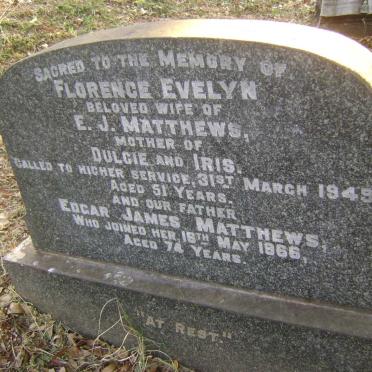 SACRED TO THE MEMORY OF
FLORENCE EVELYN
BELOVED WIFE OF
E. J. MATTHEWS,
MOTHER OF
DULCIE AND IRIS.
CALLED TO HIGHER SERVICE, 31ST MARCH 1945
AGED 51 YEARS.
AND OUR FATHER
EDGAR JAMES MATTHEWS,
WHO JOINED HER 16TH MAY 1966,
AGED 74 YEARS.
"AT REST."